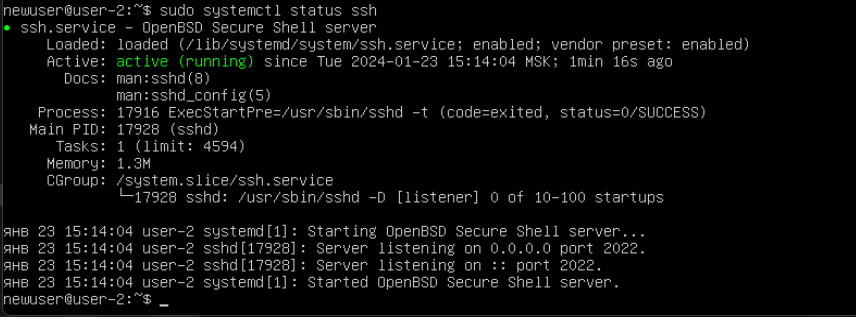 newuser@user-2:~$ sudo systemctl status ssh
● ssh.service - OpenBSD Secure Shell server
     Loaded: loaded (/lib/systemd/system/ssh.service; enabled; vendor preset: enabled)
     Active: active (running) since Tue 2024-01-23 15:14:04 MSK; 1min 16s ago
       Docs: man:sshd(8)
             man:sshd_config(5)
    Process: 17916 ExecStartPre=/usr/sbin/sshd -t (code=exited, status=0/SUCCESS)
   Main PID: 17928 (sshd)
      Tasks: 1 (limit: 4594)
     Memory: 1.3M
     CGroup: /system.slice/ssh.service
             └─17928 sshd: /usr/sbin/sshd -D [listener] 0 of 10-100 startups

янв 23 15:14:04 user-2 systemd[1]: Starting OpenBSD Secure Shell server...
янв 23 15:14:04 user-2 sshd[17928]: Server listening on 0.0.0.0 port 2022.
янв 23 15:14:04 user-2 sshd[17928]: Server listening on :: port 2022.
янв 23 15:14:04 user-2 systemd[1]: Started OpenBSD Secure Shell server.
newuser@user-2:~$ _